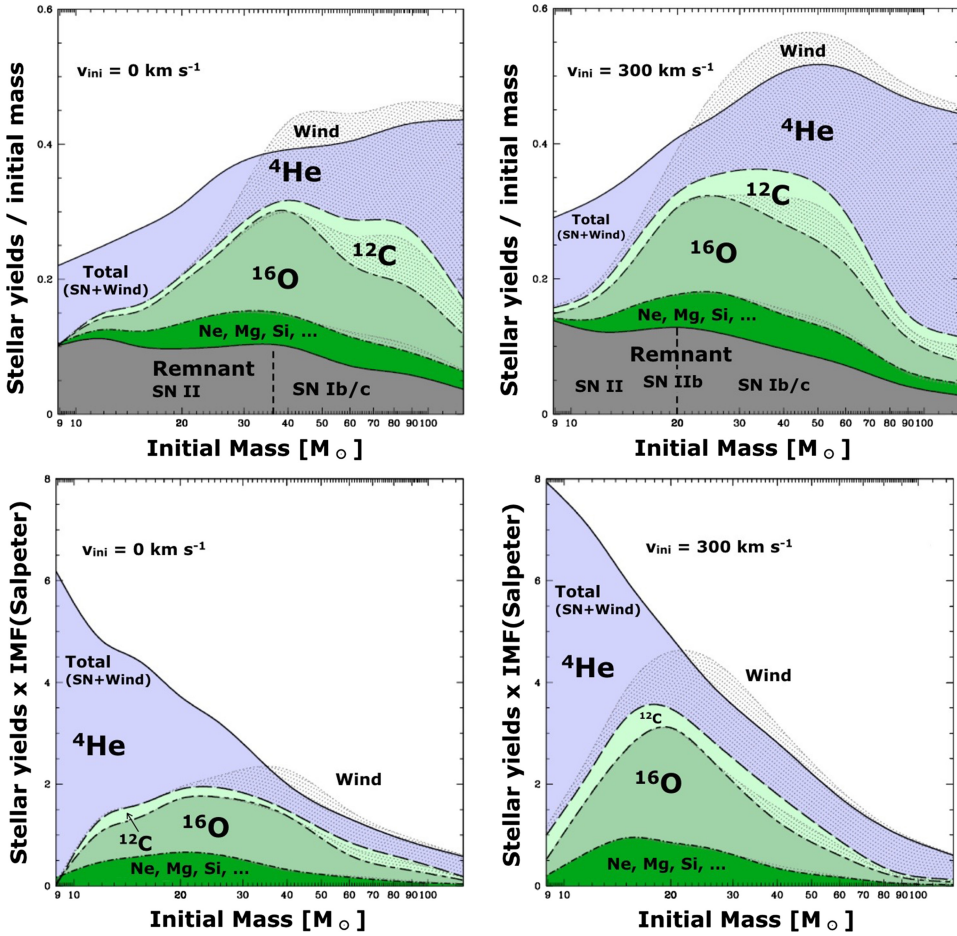 Stellar yields / initial mass
0.6
0.4
0.2
0
v_ini = 0 km s⁻¹
Wind
⁴He
¹²C
Total
(SN+Wind)
¹⁶O
Ne, Mg, Si, ...
Remnant
SN II
SN Ib/c
9 10 20 30 40 50 60 70 80 90 100
Initial Mass [M☉]
Stellar yields / initial mass
0.6
0.4
0.2
0
v_ini = 300 km s⁻¹
Wind
⁴He
¹²C
Total
(SN+Wind)
¹⁶O
Ne, Mg, Si, ...
Remnant
SN II
SN IIb
SN Ib/c
9 10 20 30 40 50 60 70 80 90 100
Initial Mass [M☉]
Stellar yields x IMF(Salpeter)
8
6
4
2
0
v_ini = 0 km s⁻¹
Total
(SN+Wind)
⁴He
Wind
¹⁶O
¹²C
Ne, Mg, Si, ...
9 10 20 30 40 50 60 70 80 90 100
Initial Mass [M☉]
Stellar yields x IMF(Salpeter)
8
6
4
2
0
v_ini = 300 km s⁻¹
Total
(SN+Wind)
⁴He
Wind
¹²C
¹⁶O
Ne, Mg, Si, ...
9 10 20 30 40 50 60 70 80 90 100
Initial Mass [M☉]